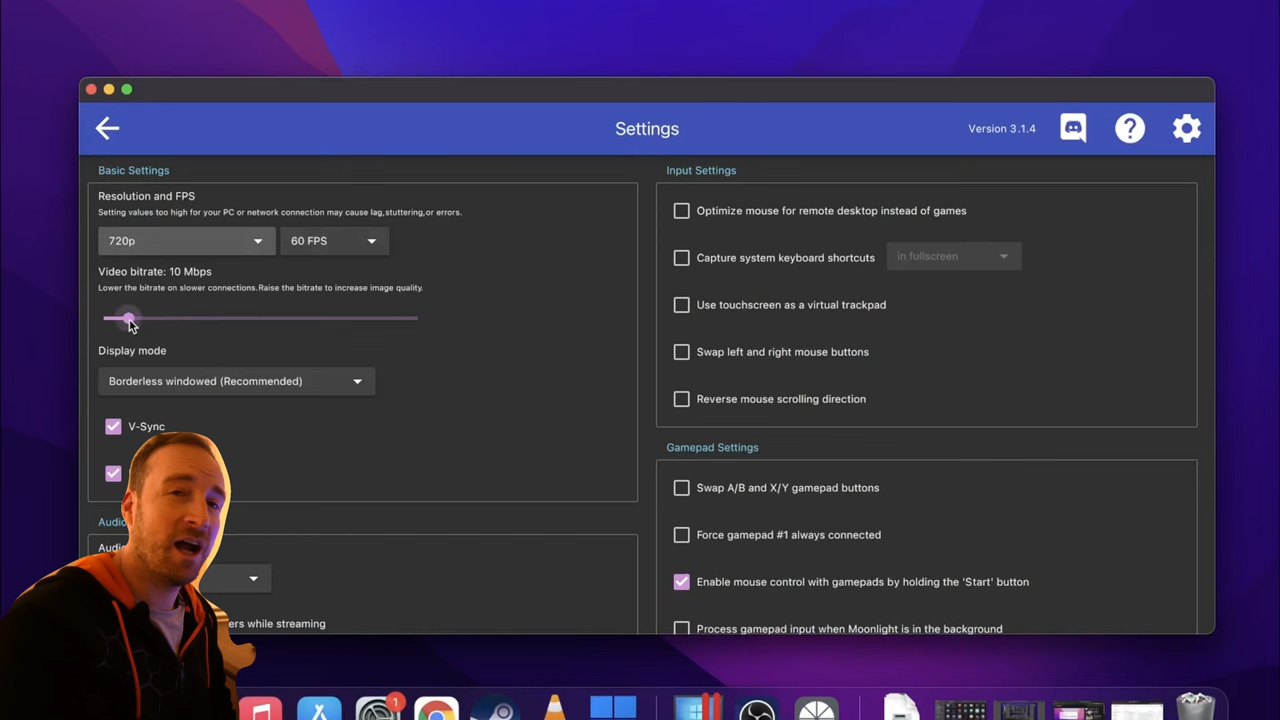 Settings
Version 3.1.4
Basic Settings
Resolution and FPS
Setting values too high for your PC or network connection may cause lag,stuttering,or errors.
720p
60 FPS
Video bitrate: 10 Mbps
Lower the bitrate on slower connections.Raise the bitrate to increase image quality.
Display mode
Borderless windowed (Recommended)
V-Sync
Audio
Audio
ers while streaming
Input Settings
Optimize mouse for remote desktop instead of games
Capture system keyboard shortcuts
in fullscreen
Use touchscreen as a virtual trackpad
Swap left and right mouse buttons
Reverse mouse scrolling direction
Gamepad Settings
Swap A/B and X/Y gamepad buttons
Force gamepad #1 always connected
Enable mouse control with gamepads by holding the 'Start' button
Process gamepad input when Moonlight is in the background
1